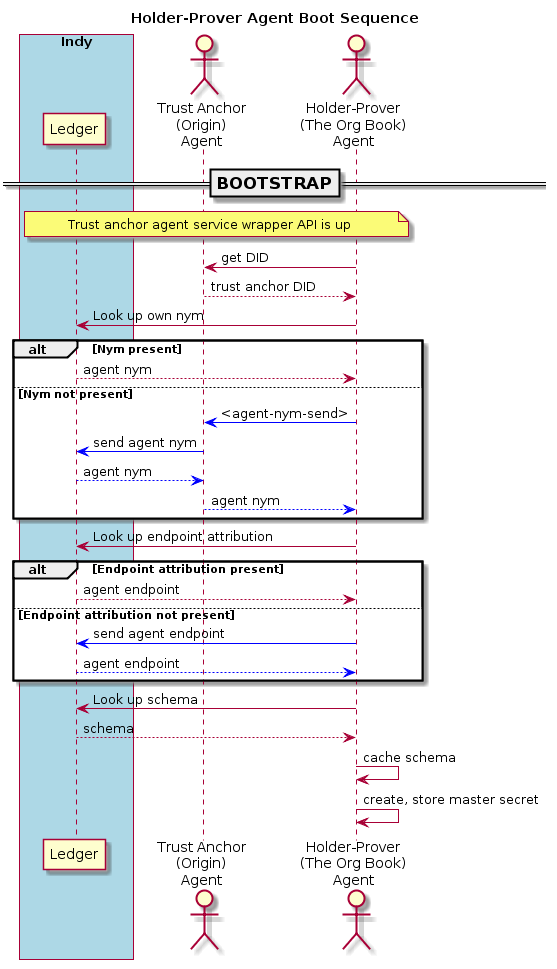 Holder-Prover Agent Boot Sequence
Indy
Ledger
Trust Anchor
(Origin)
Agent
Holder-Prover
(The Org Book)
Agent
BOOTSTRAP
Trust anchor agent service wrapper API is up
get DID
trust anchor DID
Look up own nym
alt [Nym present]
agent nym
[Nym not present]
<agent-nym-send>
send agent nym
agent nym
agent nym
Look up endpoint attribution
alt [Endpoint attribution present]
agent endpoint
[Endpoint attribution not present]
send agent endpoint
agent endpoint
Look up schema
schema
cache schema
create, store master secret
Ledger
Trust Anchor
(Origin)
Agent
Holder-Prover
(The Org Book)
Agent